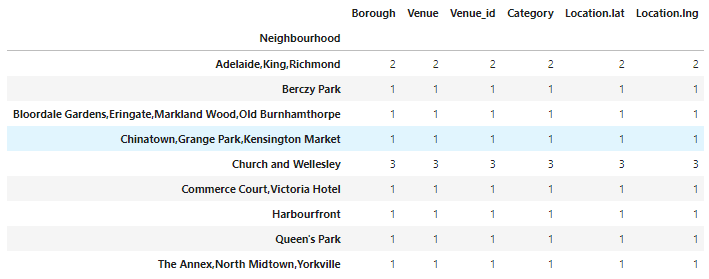 Borough Venue Venue_id Category Location.lat Location.lng
Neighbourhood
Adelaide,King,Richmond 2 2 2 2 2 2
Berczy Park 1 1 1 1 1 1
Bloordale Gardens,Eringate,Markland Wood,Old Burnhamthorpe 1 1 1 1 1 1
Chinatown,Grange Park,Kensington Market 1 1 1 1 1 1
Church and Wellesley 3 3 3 3 3 3
Commerce Court,Victoria Hotel 1 1 1 1 1 1
Harbourfront 1 1 1 1 1 1
Queen's Park 1 1 1 1 1 1
The Annex,North Midtown,Yorkville 1 1 1 1 1 1